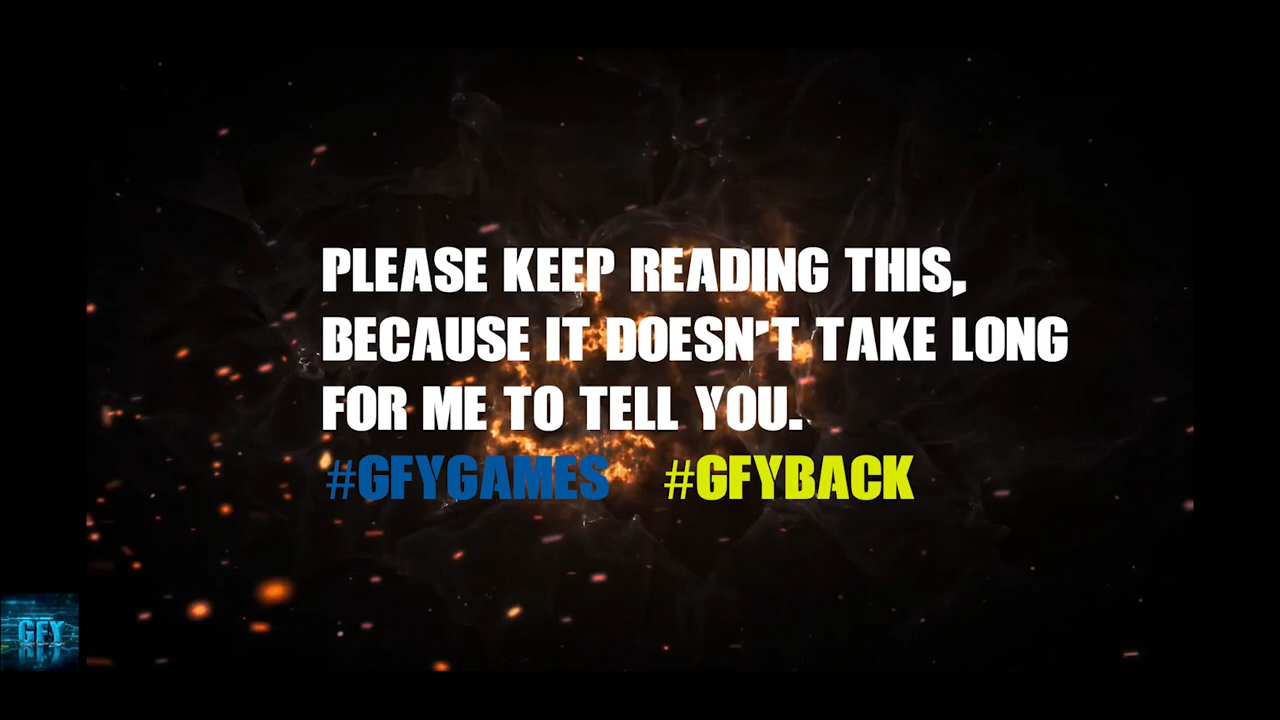 PLEASE KEEP READING THIS,
BECAUSE IT DOESN'T TAKE LONG
FOR ME TO TELL YOU.
#GFYGAMES #GFYBACK
GFY